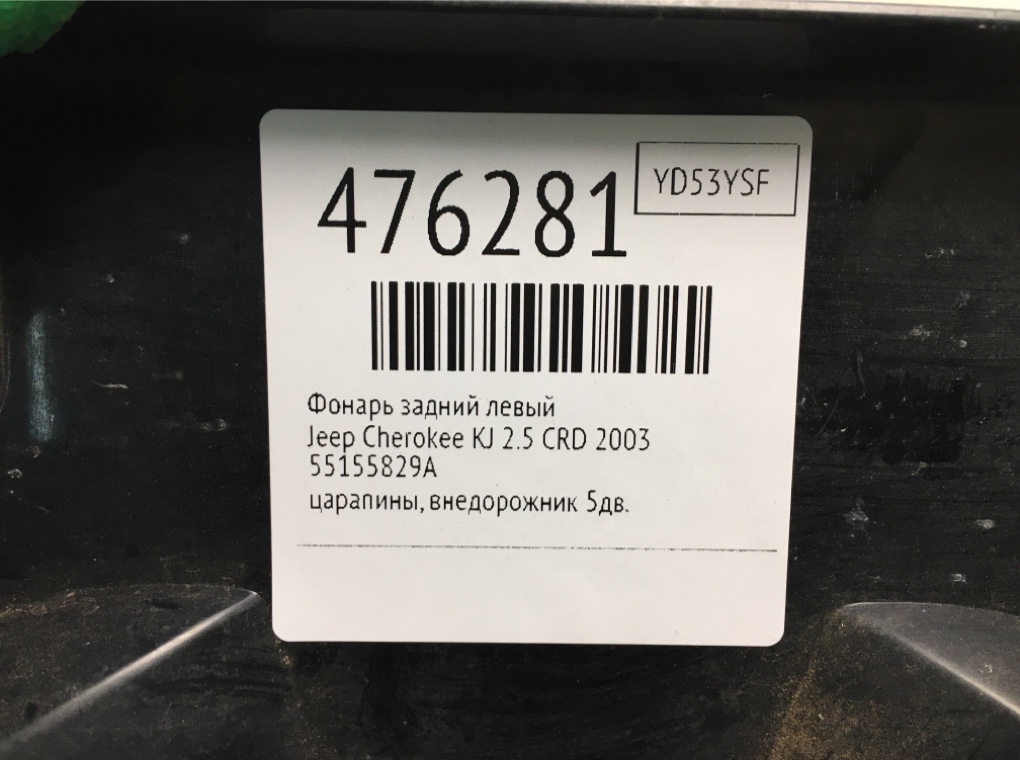 476281
YD53YSF
Фонарь задний левый
Jeep Cherokee KJ 2.5 CRD 2003
55155829A
царапины, внедорожник 5дв.